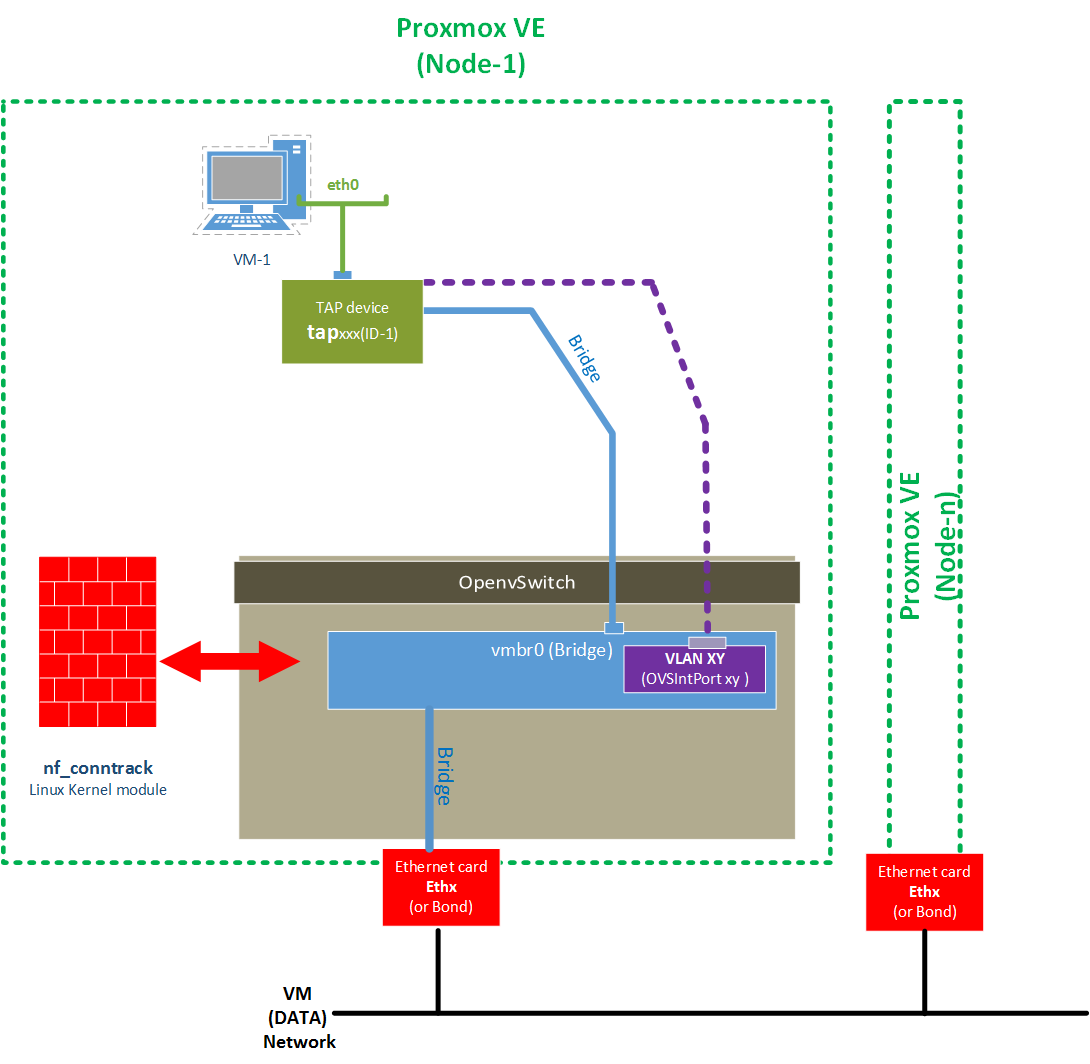 Proxmox VE
(Node-1)
eth0
VM-1
TAP device
tapxxx(ID-1)
Bridge
Proxmox VE
(Node-n)
OpenvSwitch
vmbr0 (Bridge)
VLAN XY
(OVSIntPort xy )
nf_conntrack
Linux Kernel module
Bridge
Ethernet card
Ethx
(or Bond)
Ethernet card
Ethx
(or Bond)
VM
(DATA)
Network